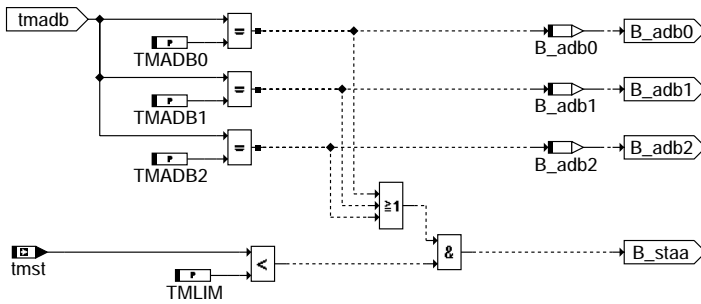 tmadb
=
P
TMADB0
B_adb0
B_adb0
=
P
TMADB1
B_adb1
B_adb1
=
P
TMADB2
B_adb2
B_adb2
≧1
&
B_staa
tmst
<
P
TMLIM